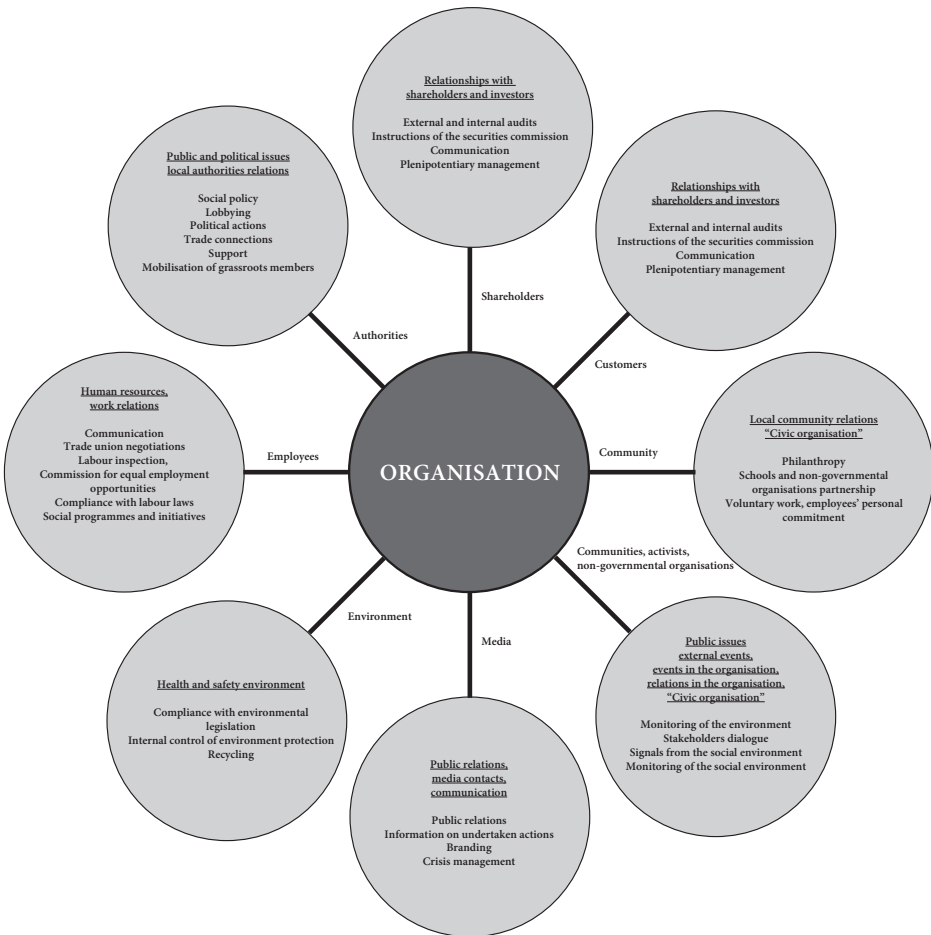 Relationships with
shareholders and investors
External and internal audits
Instructions of the securities commission
Communication
Plenipotentiary management
Shareholders
Relationships with
shareholders and investors
External and internal audits
Instructions of the securities commission
Communication
Plenipotentiary management
Customers
Local community relations
“Civic organisation”
Philanthropy
Schools and non-governmental
organisations partnership
Voluntary work, employees’ personal
commitment
Community
Public issues
external events,
events in the organisation,
relations in the organisation,
“Civic organisation”
Monitoring of the environment
Stakeholders dialogue
Signals from the social environment
Monitoring of the social environment
Communities, activists,
non-governmental organisations
Public relations,
media contacts,
communication
Public relations
Information on undertaken actions
Branding
Crisis management
Media
Health and safety environment
Compliance with environmental
legislation
Internal control of environment protection
Recycling
Environment
Human resources,
work relations
Communication
Trade union negotiations
Labour inspection,
Commission for equal employment
opportunities
Compliance with labour laws
Social programmes and initiatives
Employees
Public and political issues
local authorities relations
Social policy
Lobbying
Political actions
Trade connections
Support
Mobilisation of grassroots members
Authorities
ORGANISATION